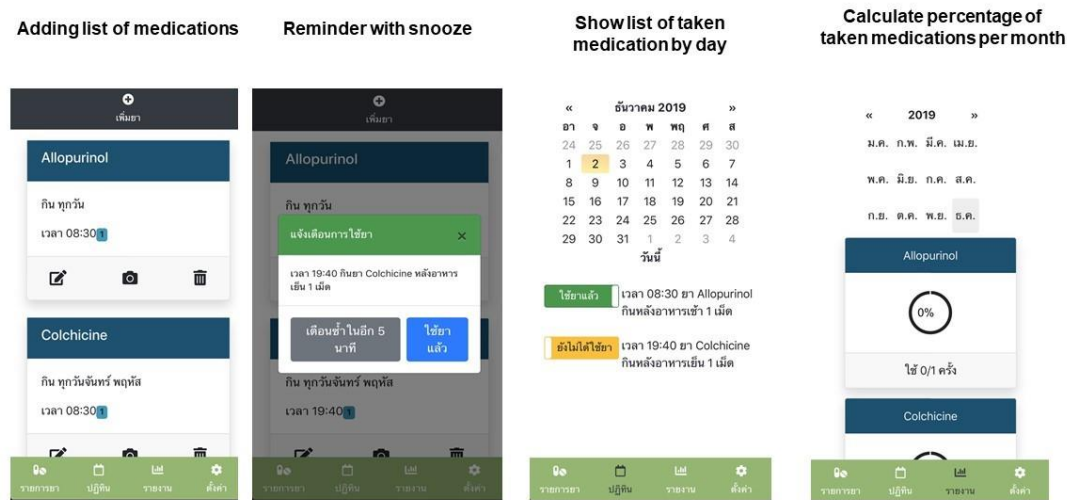 Adding list of medications
เพิ่มยา
Allopurinol
กิน ทุกวัน
เวลา 08:30 1
Colchicine
กิน ทุกวันจันทร์ พฤหัส
เวลา 08:30 1
รายการยา ปฏิทิน รายงาน ตั้งค่า
Reminder with snooze
เพิ่มยา
Allopurinol
กิน ทุกวัน
แจ้งเตือนการใช้ยา ×
เวลา 19:40 กินยา Colchicine หลังอาหาร
เย็น 1 เม็ด
เตือนซ้ำในอีก 5
นาที
ใช้ยา
แล้ว
กิน ทุกวันจันทร์ พฤหัส
เวลา 19:40 1
รายการยา ปฏิทิน รายงาน ตั้งค่า
Show list of taken
medication by day
« ธันวาคม 2019 »
อา จ อ พ พฤ ศ ส
24 25 26 27 28 29 30
1 2 3 4 5 6 7
8 9 10 11 12 13 14
15 16 17 18 19 20 21
22 23 24 25 26 27 28
29 30 31 1 2 3 4
วันนี้
ใช้ยาแล้ว
เวลา 08:30 ยา Allopurinol
กินหลังอาหารเช้า 1 เม็ด
ยังไม่ได้ใช้ยา
เวลา 19:40 ยา Colchicine
กินหลังอาหารเย็น 1 เม็ด
รายการยา ปฏิทิน รายงาน ตั้งค่า
Calculate percentage of
taken medications per month
« 2019 »
ม.ค. ก.พ. มี.ค. เม.ย.
พ.ค. มิ.ย. ก.ค. ส.ค.
ก.ย. ต.ค. พ.ย. ธ.ค.
Allopurinol
0%
ใช้ 0/1 ครั้ง
Colchicine
รายการยา ปฏิทิน รายงาน ตั้งค่า